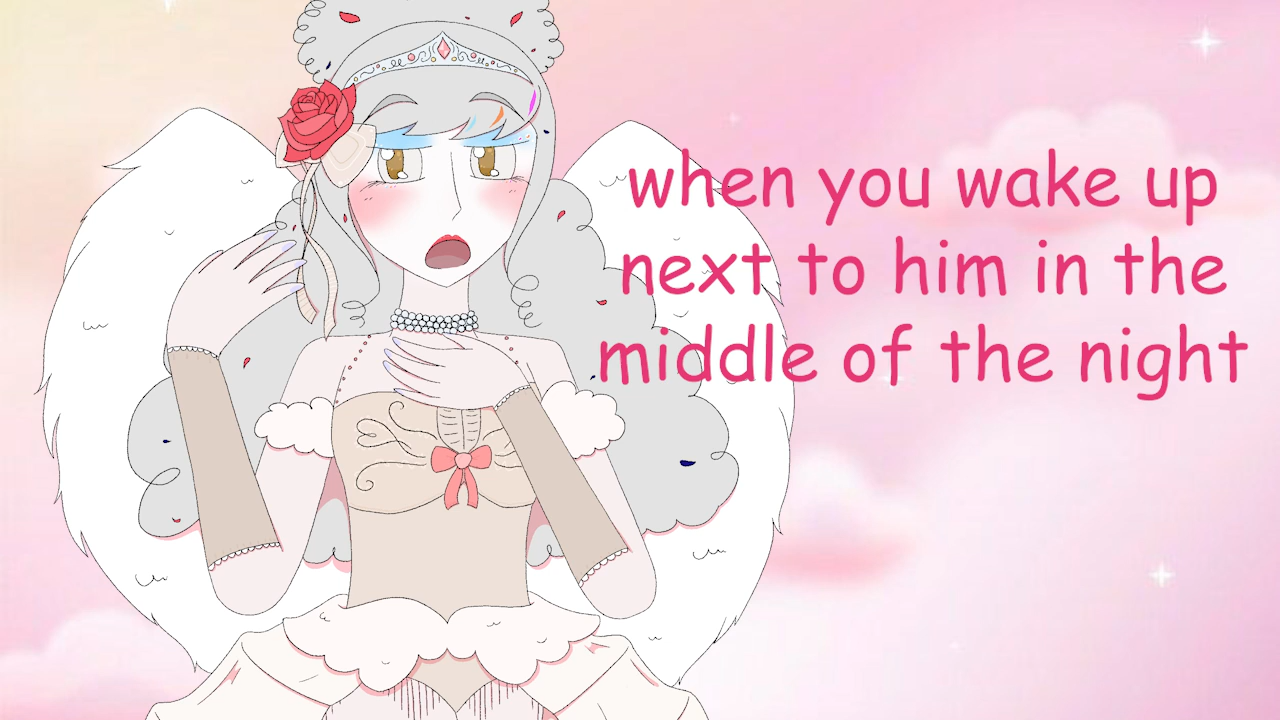 when you wake up
next to him in the
middle of the night